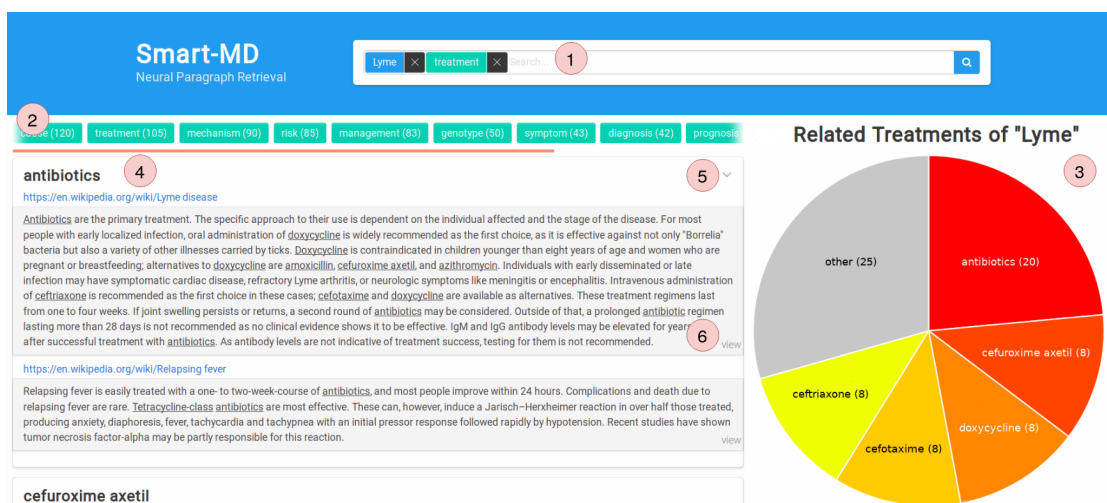 Smart-MD
Neural Paragraph Retrieval
Lyme × treatment × Search... 1
2
(120) treatment (105) mechanism (90) risk (85) management (83) genotype (50) symptom (43) diagnosis (42) prognosis
antibiotics 4 5
https://en.wikipedia.org/wiki/Lyme disease
Antibiotics are the primary treatment. The specific approach to their use is dependent on the individual affected and the stage of the disease. For most
people with early localized infection, oral administration of doxycycline is widely recommended as the first choice, as it is effective against not only "Borrelia"
bacteria but also a variety of other illnesses carried by ticks. Doxycycline is contraindicated in children younger than eight years of age and women who are
pregnant or breastfeeding; alternatives to doxycycline are amoxicillin, cefuroxime axetil, and azithromycin. Individuals with early disseminated or late
infection may have symptomatic cardiac disease, refractory Lyme arthritis, or neurologic symptoms like meningitis or encephalitis. Intravenous administration
of ceftriaxone is recommended as the first choice in these cases; cefotaxime and doxycycline are available as alternatives. These treatment regimens last
from one to four weeks. If joint swelling persists or returns, a second round of antibiotics may be considered. Outside of that, a prolonged antibiotic regimen
lasting more than 28 days is not recommended as no clinical evidence shows it to be effective. IgM and IgG antibody levels may be elevated for years
after successful treatment with antibiotics. As antibody levels are not indicative of treatment success, testing for them is not recommended. 6
view
https://en.wikipedia.org/wiki/Relapsing fever
Relapsing fever is easily treated with a one- to two-week-course of antibiotics, and most people improve within 24 hours. Complications and death due to
relapsing fever are rare. Tetracycline-class antibiotics are most effective. These can, however, induce a Jarisch–Herxheimer reaction in over half those treated,
producing anxiety, diaphoresis, fever, tachycardia and tachypnea with an initial pressor response followed rapidly by hypotension. Recent studies have shown
tumor necrosis factor-alpha may be partly responsible for this reaction.
view
cefuroxime axetil
Related Treatments of "Lyme"
3
other (25)
antibiotics (20)
cefuroxime axetil (8)
ceftriaxone (8)
doxycycline (8)
cefotaxime (8)